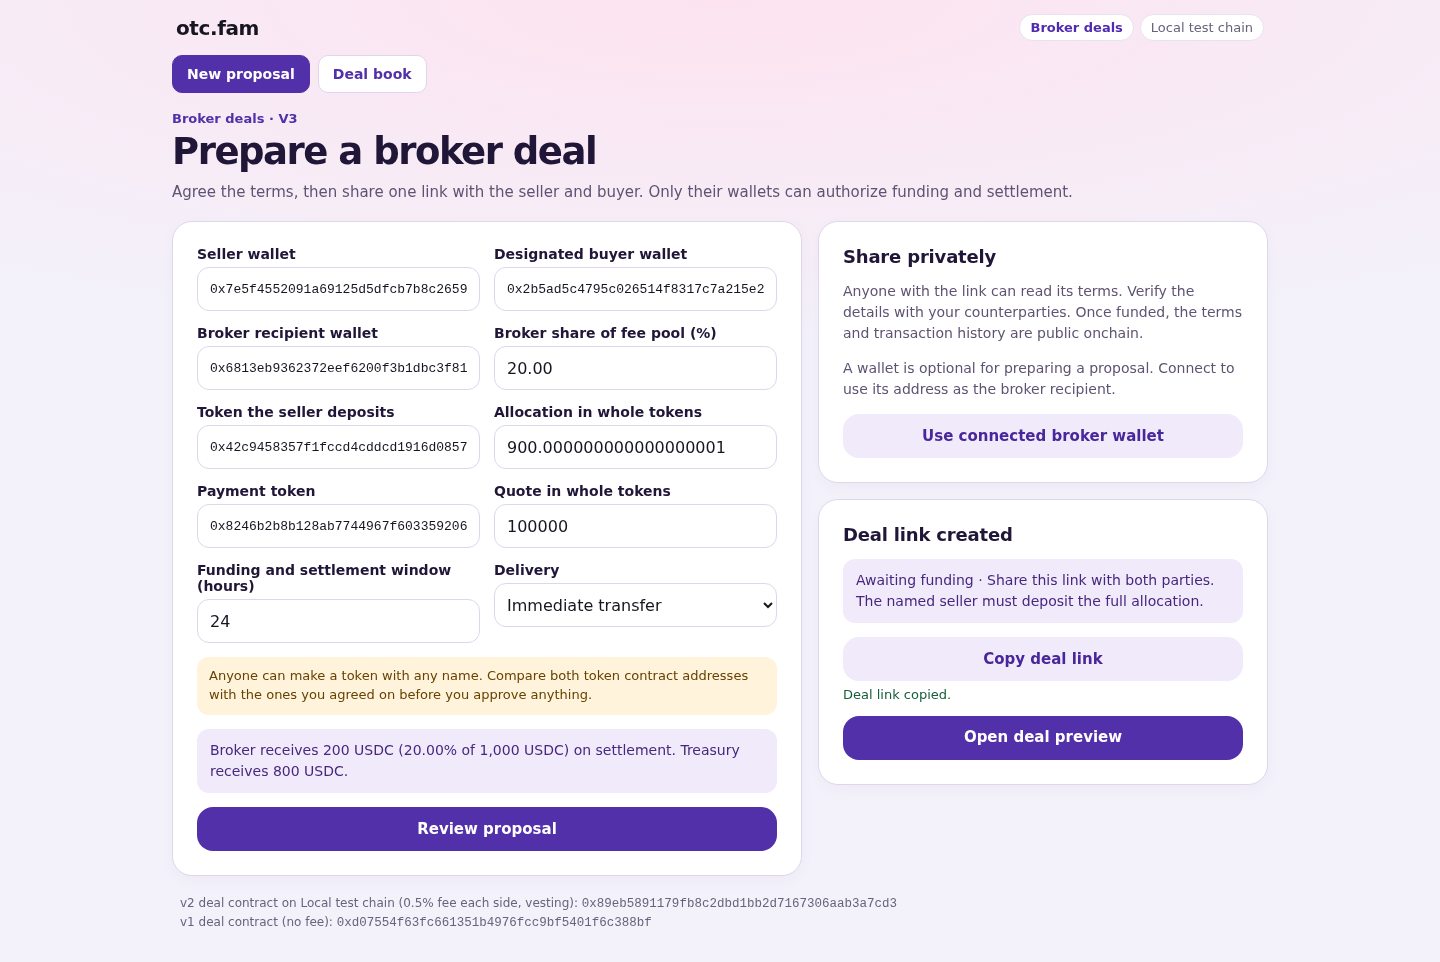 otc.fam
Broker deals
Local test chain
New proposal
Deal book
Broker deals · V3
Prepare a broker deal
Agree the terms, then share one link with the seller and buyer. Only their wallets can authorize funding and settlement.
Seller wallet
0x7e5f4552091a69125d5dfcb7b8c2659
Designated buyer wallet
0x2b5ad5c4795c026514f8317c7a215e2
Broker recipient wallet
0x6813eb9362372eef6200f3b1dbc3f81
Broker share of fee pool (%)
20.00
Token the seller deposits
0x42c9458357f1fccd4cddcd1916d0857
Allocation in whole tokens
900.000000000000000001
Payment token
0x8246b2b8b128ab7744967f603359206
Quote in whole tokens
100000
Funding and settlement window
(hours)
24
Delivery
Immediate transfer
Anyone can make a token with any name. Compare both token contract addresses
with the ones you agreed on before you approve anything.
Broker receives 200 USDC (20.00% of 1,000 USDC) on settlement. Treasury
receives 800 USDC.
Review proposal
Share privately
Anyone with the link can read its terms. Verify the
details with your counterparties. Once funded, the terms
and transaction history are public onchain.
A wallet is optional for preparing a proposal. Connect to
use its address as the broker recipient.
Use connected broker wallet
Deal link created
Awaiting funding · Share this link with both parties.
The named seller must deposit the full allocation.
Copy deal link
Deal link copied.
Open deal preview
v2 deal contract on Local test chain (0.5% fee each side, vesting): 0x89eb5891179fb8c2dbd1bb2d7167306aab3a7cd3
v1 deal contract (no fee): 0xd07554f63fc661351b4976fcc9bf5401f6c388bf